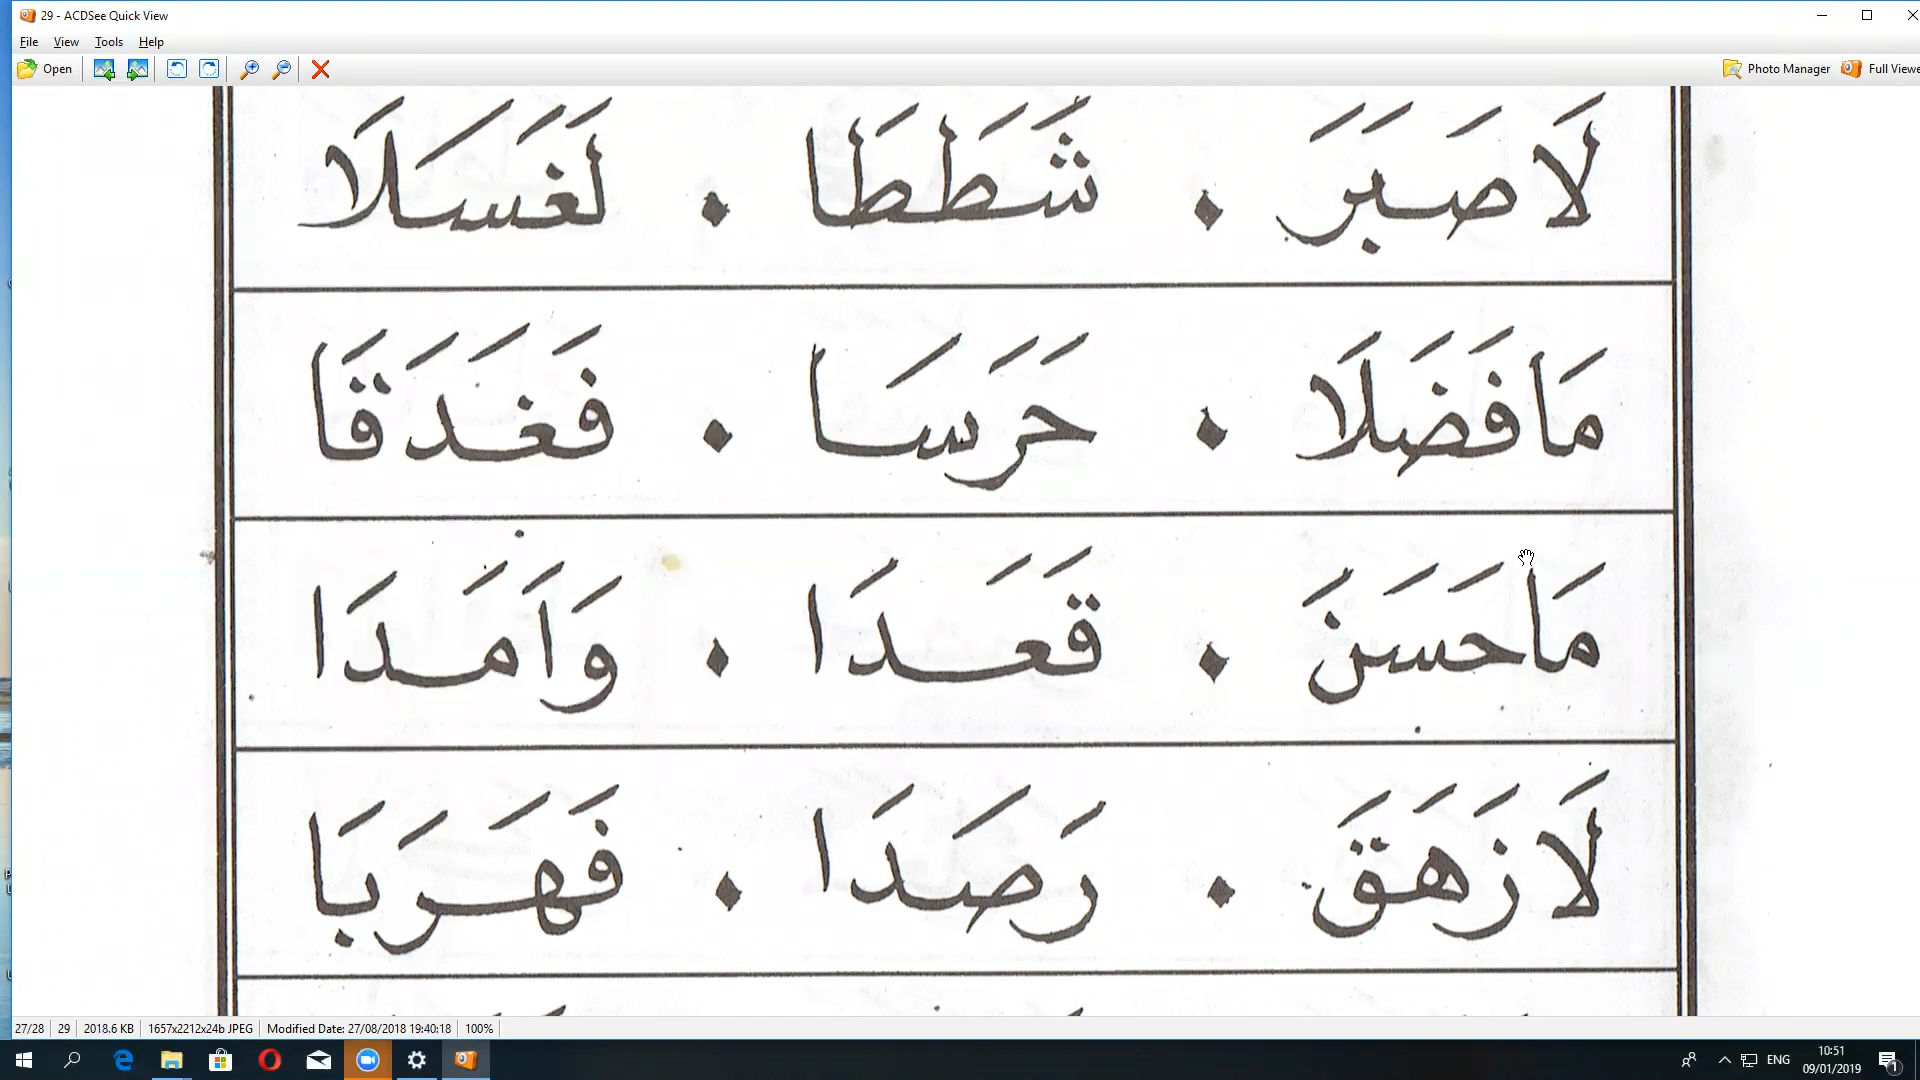 29 - ACDSee Quick View
File View Tools Help
Open Photo Manager Full Viewe
لَاصَبَرَ . شَطَطَا . لَغَسَلَا
مَافَضَلَا . حَرَسَا . فَغَدَقَا
مَاحَسَنَ . قَعَدَا . وَاَمَدَا
لَازَهَقَ . رَصَدَا . فَهَرَبَا
27/28 29 2018.6 KB 1657x2212x24b JPEG Modified Date: 27/08/2018 19:40:18 100%
ENG 10:51
09/01/2019
1